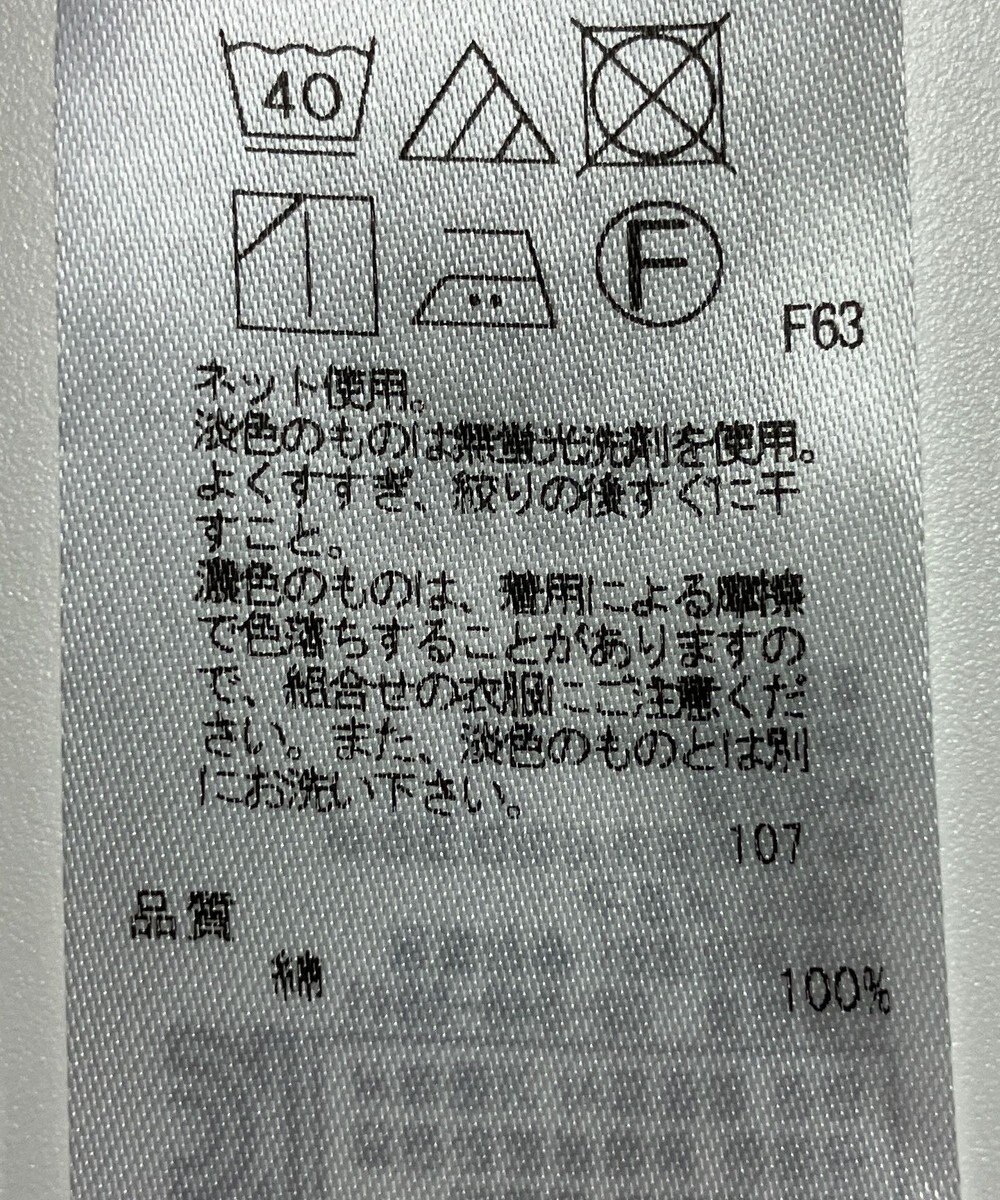 40
F
F63
ネット使用。
淡色のものは無蛍光洗剤を使用。
よくすすぎ、絞りの後すぐに干
すこと。
濃色のものは、着用による摩擦
で色落ちすることがありますの
で、組合せの衣服にご注意くだ
さい。また、淡色のものとは別
にお洗い下さい。
107
品質
綿 100%